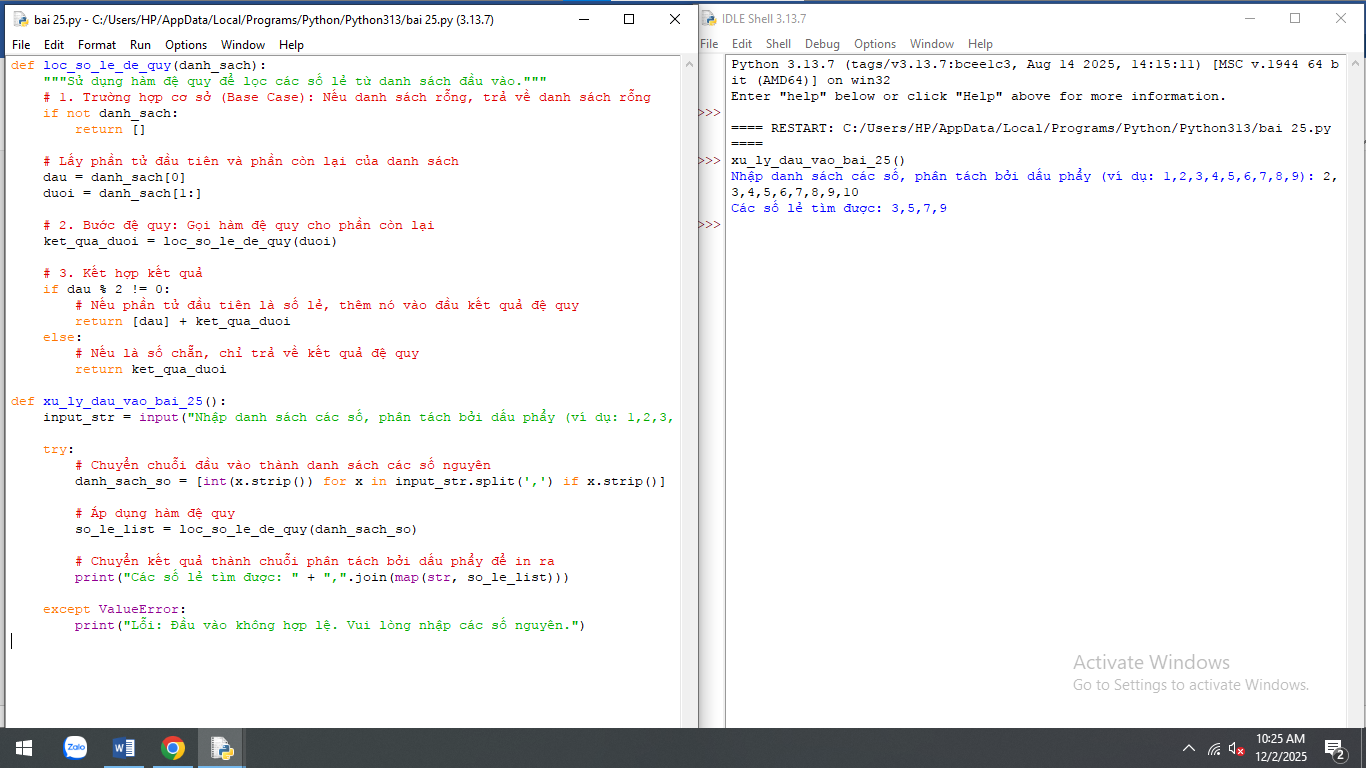 bai 25.py - C:/Users/HP/AppData/Local/Programs/Python/Python313/bai 25.py (3.13.7)
File Edit Format Run Options Window Help
def loc_so_le_de_quy(danh_sach):
    """Sử dụng hàm đệ quy để lọc các số lẻ từ danh sách đầu vào."""
    # 1. Trường hợp cơ sở (Base Case): Nếu danh sách rỗng, trả về danh sách rỗng
    if not danh_sach:
        return []
    # Lấy phần tử đầu tiên và phần còn lại của danh sách
    dau = danh_sach[0]
    duoi = danh_sach[1:]
    # 2. Bước đệ quy: Gọi hàm đệ quy cho phần còn lại
    ket_qua_duoi = loc_so_le_de_quy(duoi)
    # 3. Kết hợp kết quả
    if dau % 2 != 0:
        # Nếu phần tử đầu tiên là số lẻ, thêm nó vào đầu kết quả đệ quy
        return [dau] + ket_qua_duoi
    else:
        # Nếu là số chẵn, chỉ trả về kết quả đệ quy
        return ket_qua_duoi
def xu_ly_dau_vao_bai_25():
    input_str = input("Nhập danh sách các số, phân tách bởi dấu phẩy (ví dụ: 1,2,3,
    try:
        # Chuyển chuỗi đầu vào thành danh sách các số nguyên
        danh_sach_so = [int(x.strip()) for x in input_str.split(',') if x.strip()]
        # Áp dụng hàm đệ quy
        so_le_list = loc_so_le_de_quy(danh_sach_so)
        # Chuyển kết quả thành chuỗi phân tách bởi dấu phẩy để in ra
        print("Các số lẻ tìm được: " + ",".join(map(str, so_le_list)))
    except ValueError:
        print("Lỗi: Đầu vào không hợp lệ. Vui lòng nhập các số nguyên.")
IDLE Shell 3.13.7
File Edit Shell Debug Options Window Help
Python 3.13.7 (tags/v3.13.7:bcee1c3, Aug 14 2025, 14:15:11) [MSC v.1944 64 b
it (AMD64)] on win32
Enter "help" below or click "Help" above for more information.
>>>
==== RESTART: C:/Users/HP/AppData/Local/Programs/Python/Python313/bai 25.py
====
>>> xu_ly_dau_vao_bai_25()
Nhập danh sách các số, phân tách bởi dấu phẩy (ví dụ: 1,2,3,4,5,6,7,8,9): 2,
3,4,5,6,7,8,9,10
Các số lẻ tìm được: 3,5,7,9
>>>
Activate Windows
Go to Settings to activate Windows.
Zalo
10:25 AM
12/2/2025
2